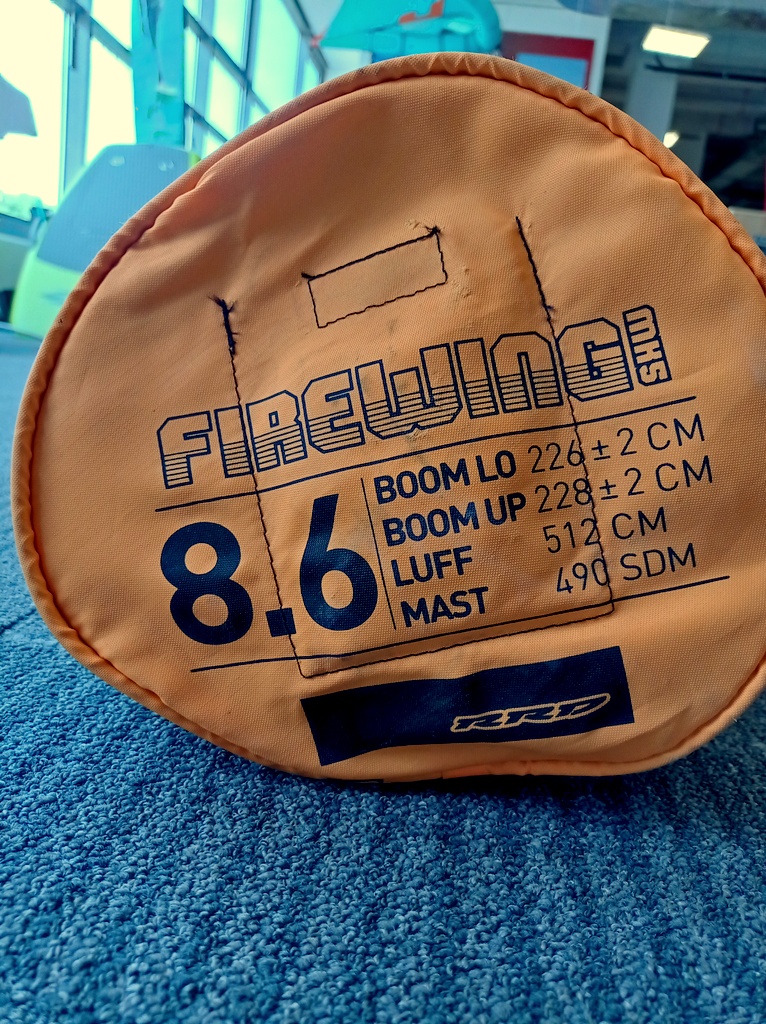 FIREWING MHS
8.6
BOOM LO 226 ± 2 CM
BOOM UP 228 ± 2 CM
LUFF 512 CM
MAST 490 SDM
RRD